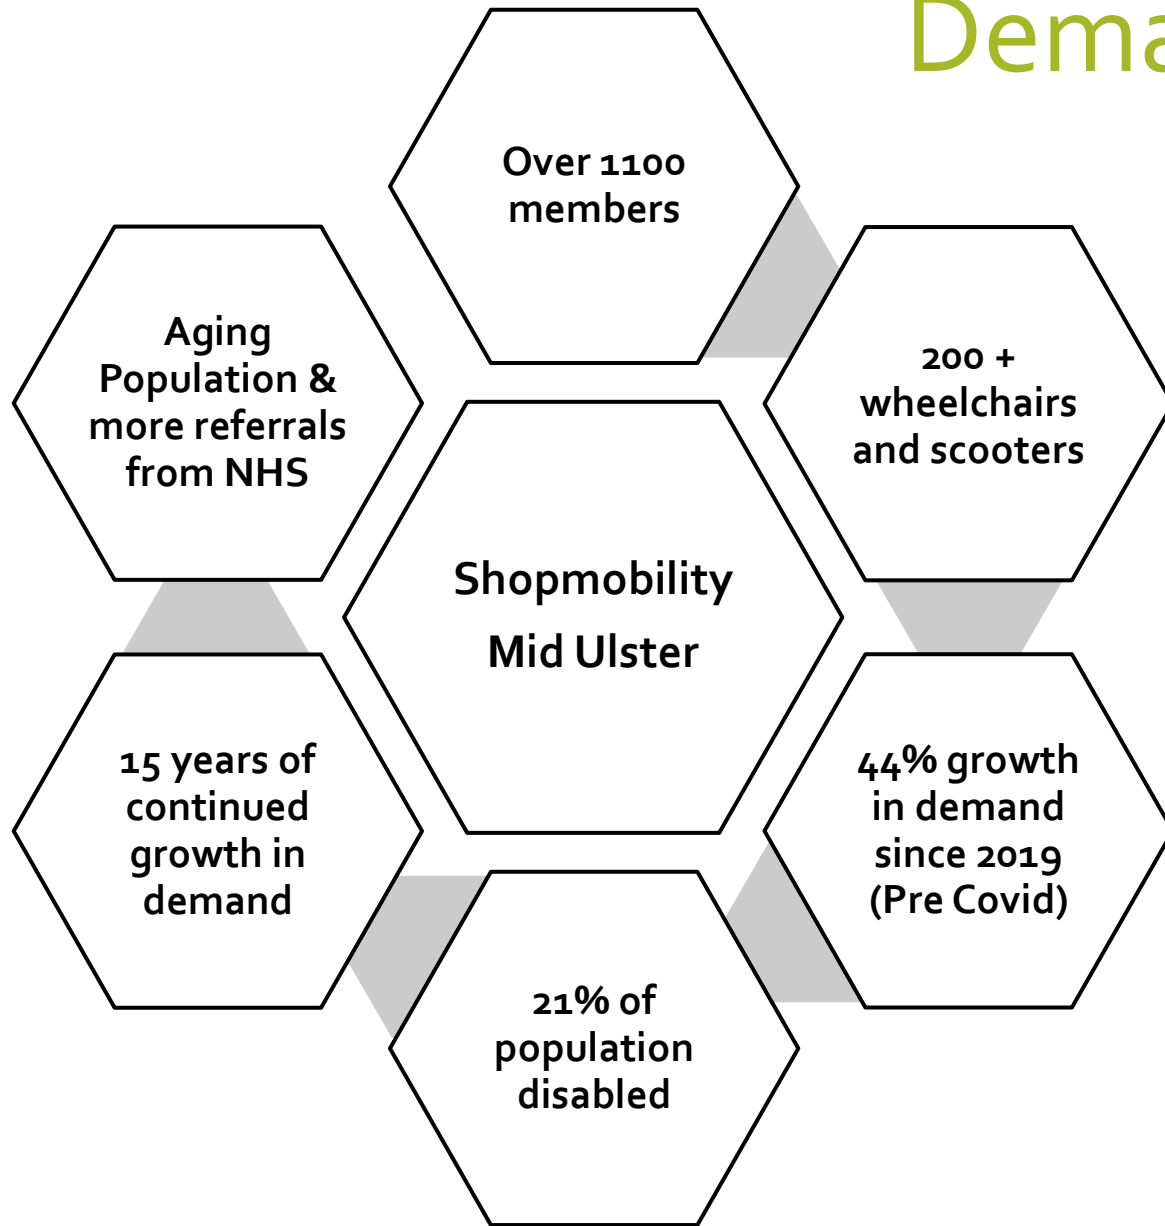 Over 1100
members
200 +
wheelchairs
and scooters
44% growth
in demand
since 2019
(Pre Covid)
21% of
population
disabled
15 years of
continued
growth in
demand
Aging
Population &
more referrals
from NHS
Shopmobility
Mid Ulster